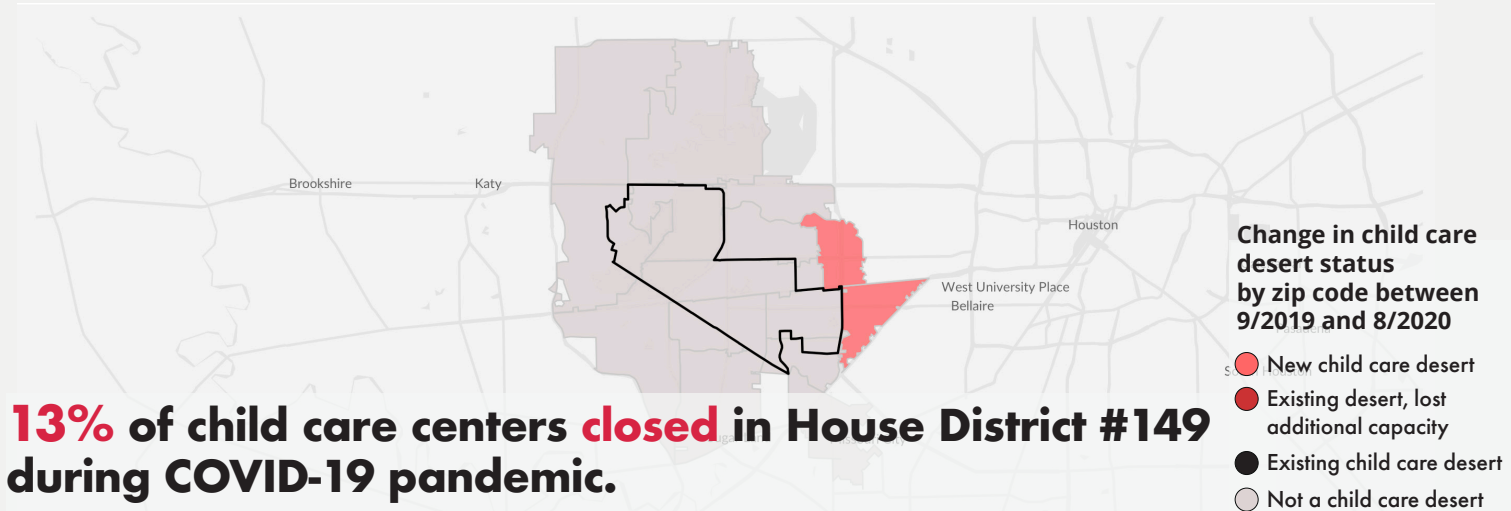 Brookshire
Katy
Houston
West University Place
Bellaire
Change in child care
desert status
by zip code between
9/2019 and 8/2020
New child care desert
Existing desert, lost
additional capacity
Existing child care desert
Not a child care desert
13% of child care centers closed in House District #149
during COVID-19 pandemic.